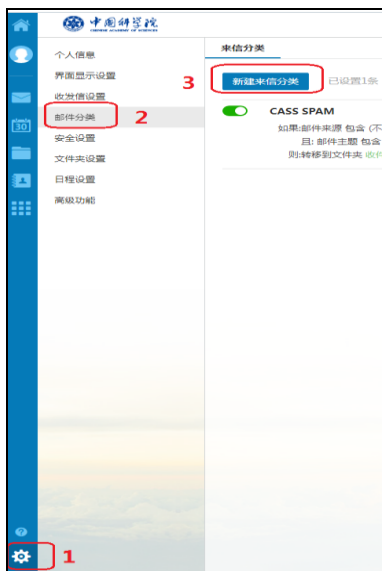 中国科学院
CHINESE ACADEMY OF SCIENCES
个人信息
界面显示设置
收发信设置
邮件分类
2
安全设置
文件夹设置
日程设置
高级功能
30
来信分类
3
新建来信分类
已设置1条
CASS SPAM
如果:邮件来源 包含 (不
且: 邮件主题 包含
则:转移到文件夹 收件
?
1